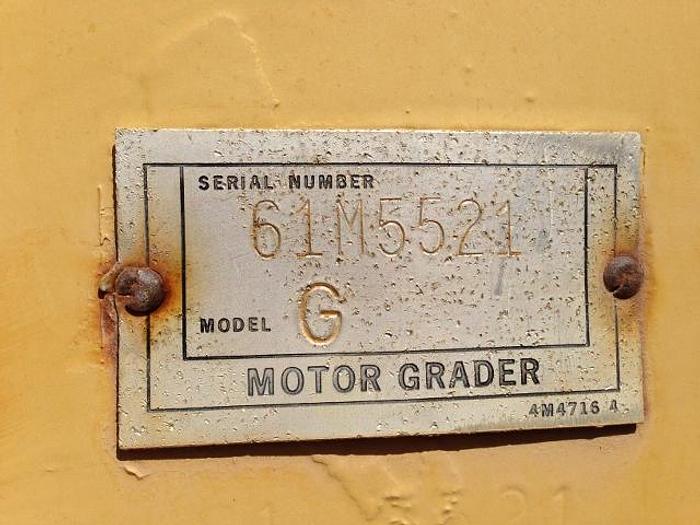 SERIAL NUMBER
61M5521
MODEL G
MOTOR GRADER
4M4716 4